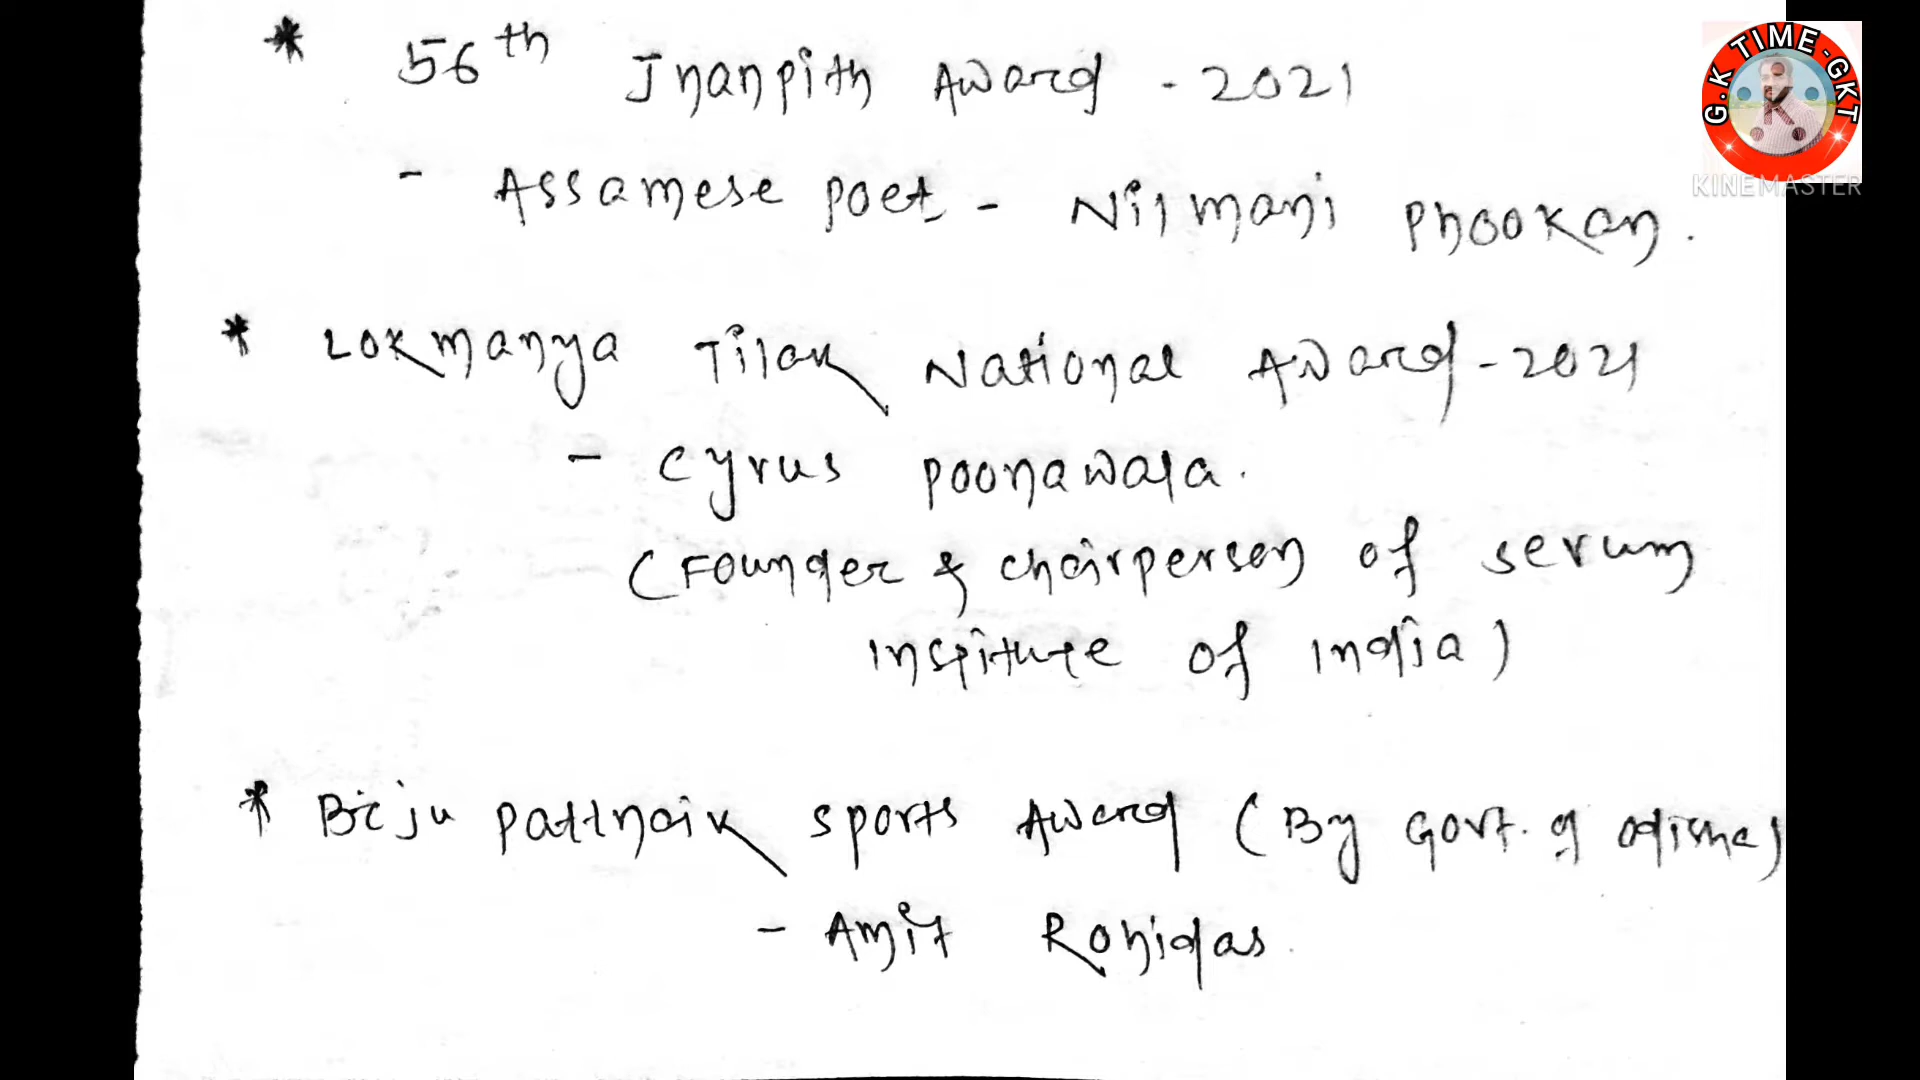 * 56th Jnanpith Award - 2021
- Assamese poet - Nilmani Phookan.
* Lokmanya Tilak National Award - 2021
- Cyrus Poonawala.
(Founder & chairperson of serum
Institute of India)
* Biju Pattnaik sports Award (By Govt. of odisha)
- Amit Rohidas.
G.K TIME-GKT
KINEMASTER